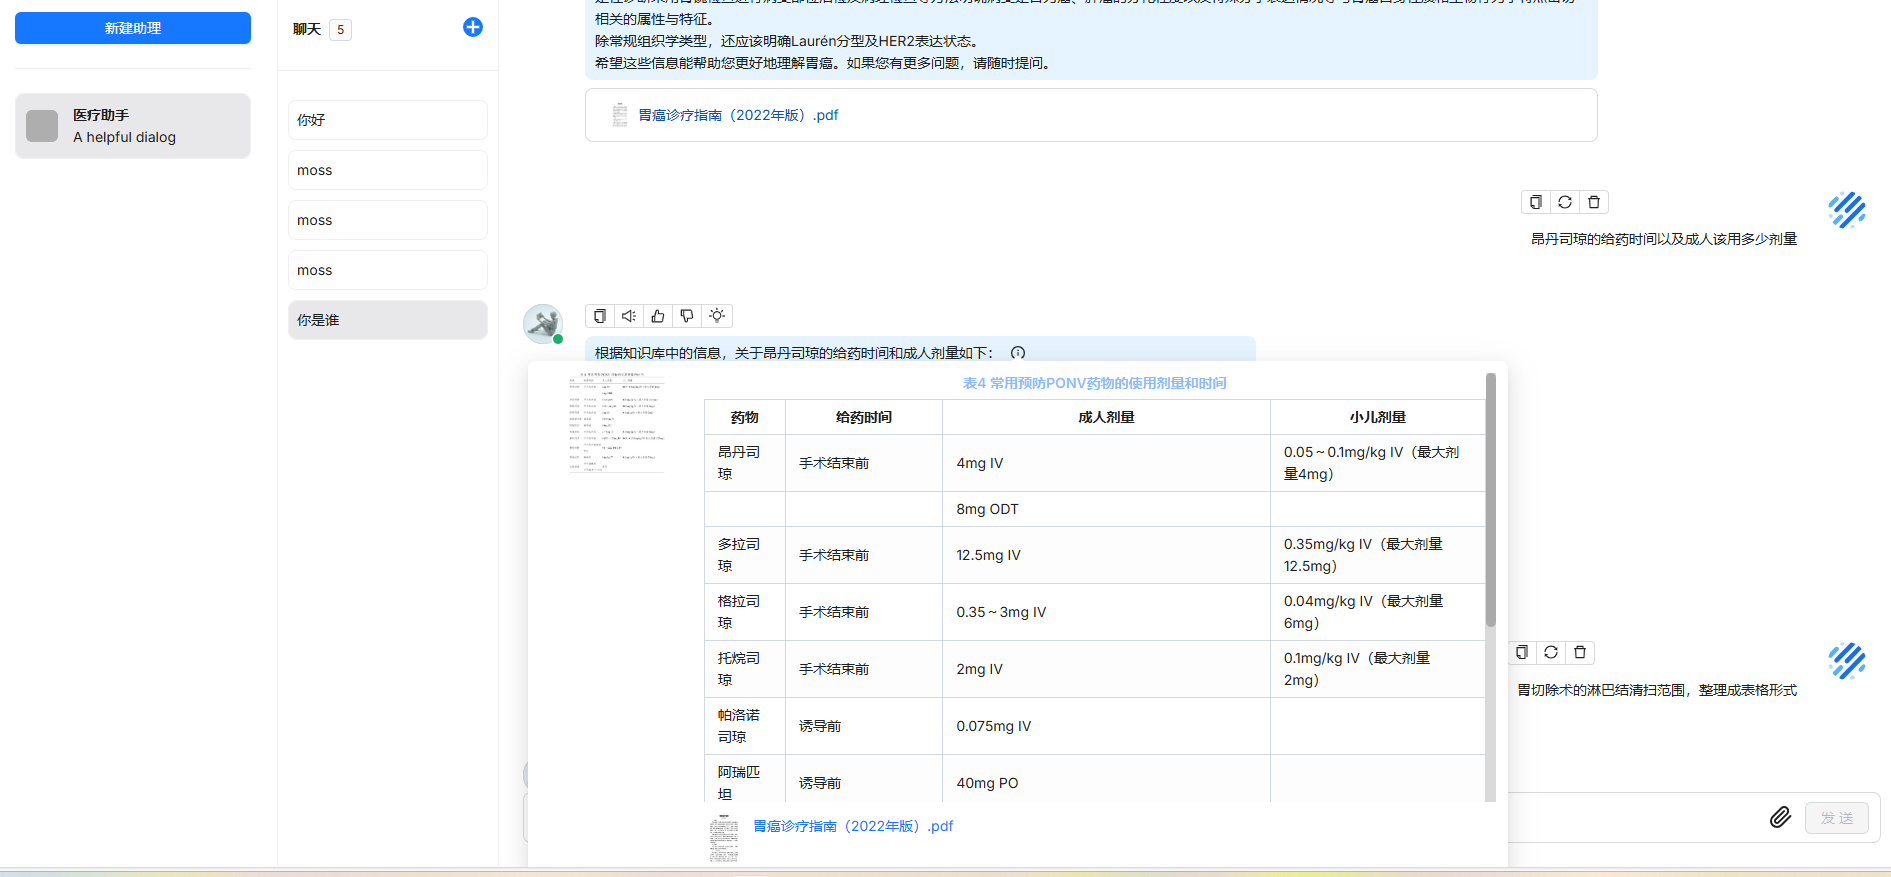 新建助理
医疗助手
A helpful dialog
聊天 5
你好
moss
moss
moss
你是谁
相关的属性与特征。
除常规组织学类型，还应该明确Laurén分型及HER2表达状态。
希望这些信息能帮助您更好地理解胃癌。如果您有更多问题，请随时提问。
胃癌诊疗指南（2022年版）.pdf
昂丹司琼的给药时间以及成人该用多少剂量
根据知识库中的信息，关于昂丹司琼的给药时间和成人剂量如下：
表4 常用预防PONV药物的使用剂量和时间
药物 给药时间 成人剂量 小儿剂量
昂丹司琼 手术结束前 4mg IV 0.05～0.1mg/kg IV（最大剂量4mg）
8mg ODT
多拉司琼 手术结束前 12.5mg IV 0.35mg/kg IV（最大剂量12.5mg）
格拉司琼 手术结束前 0.35～3mg IV 0.04mg/kg IV（最大剂量6mg）
托烷司琼 手术结束前 2mg IV 0.1mg/kg IV（最大剂量2mg）
帕洛诺司琼 诱导前 0.075mg IV
阿瑞匹坦 诱导前 40mg PO
胃癌诊疗指南（2022年版）.pdf
胃切除术的淋巴结清扫范围，整理成表格形式
发 送